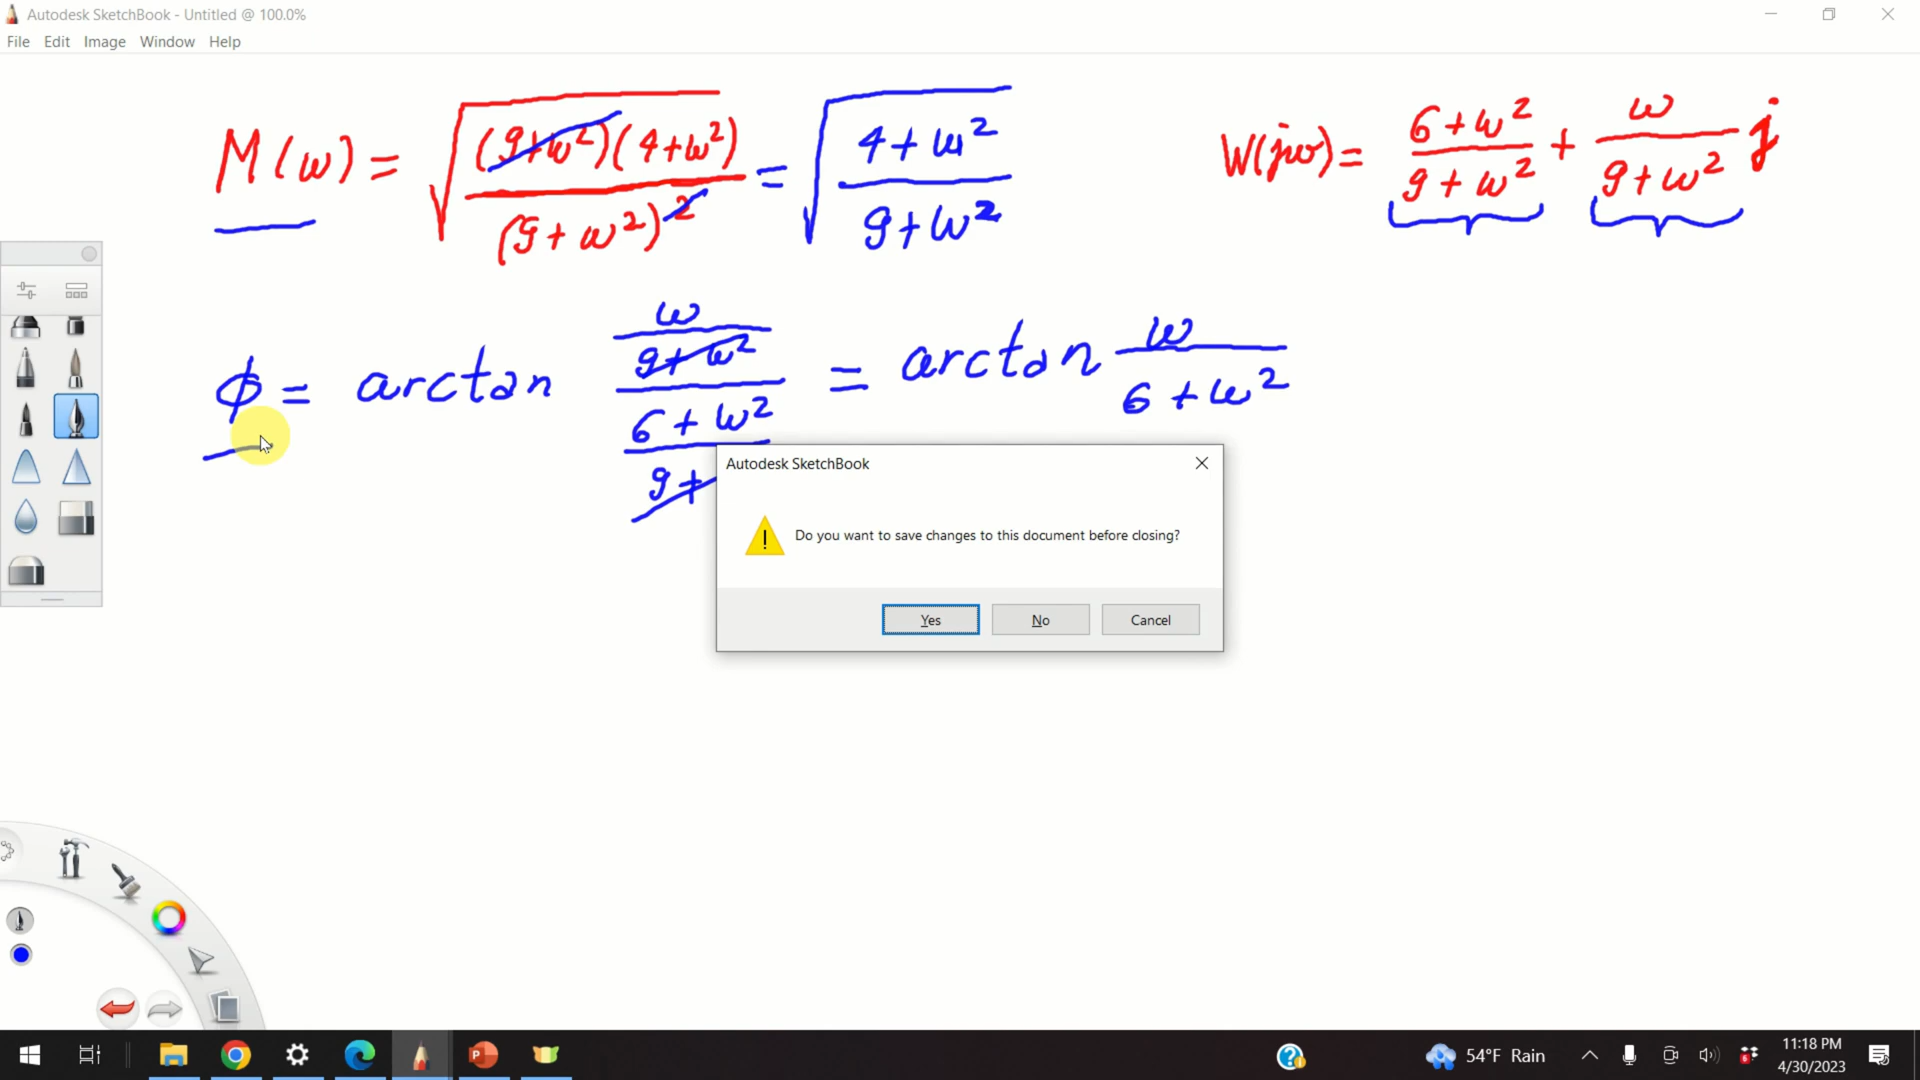 Autodesk SketchBook - Untitled @ 100.0%
File Edit Image Window Help
M(ω) = √((9+ω²)(4+ω²) / (9+ω²)²) = √((4+ω²) / (9+ω²))
W(jω) = (6+ω²)/(9+ω²) + ω/(9+ω²) j
ϕ = arctan (ω/(9+ω²)) / ((6+ω²)/(9+ = arctan ω/(6+ω²)
Autodesk SketchBook
Do you want to save changes to this document before closing?
Yes No Cancel
54°F Rain
11:18 PM
4/30/2023